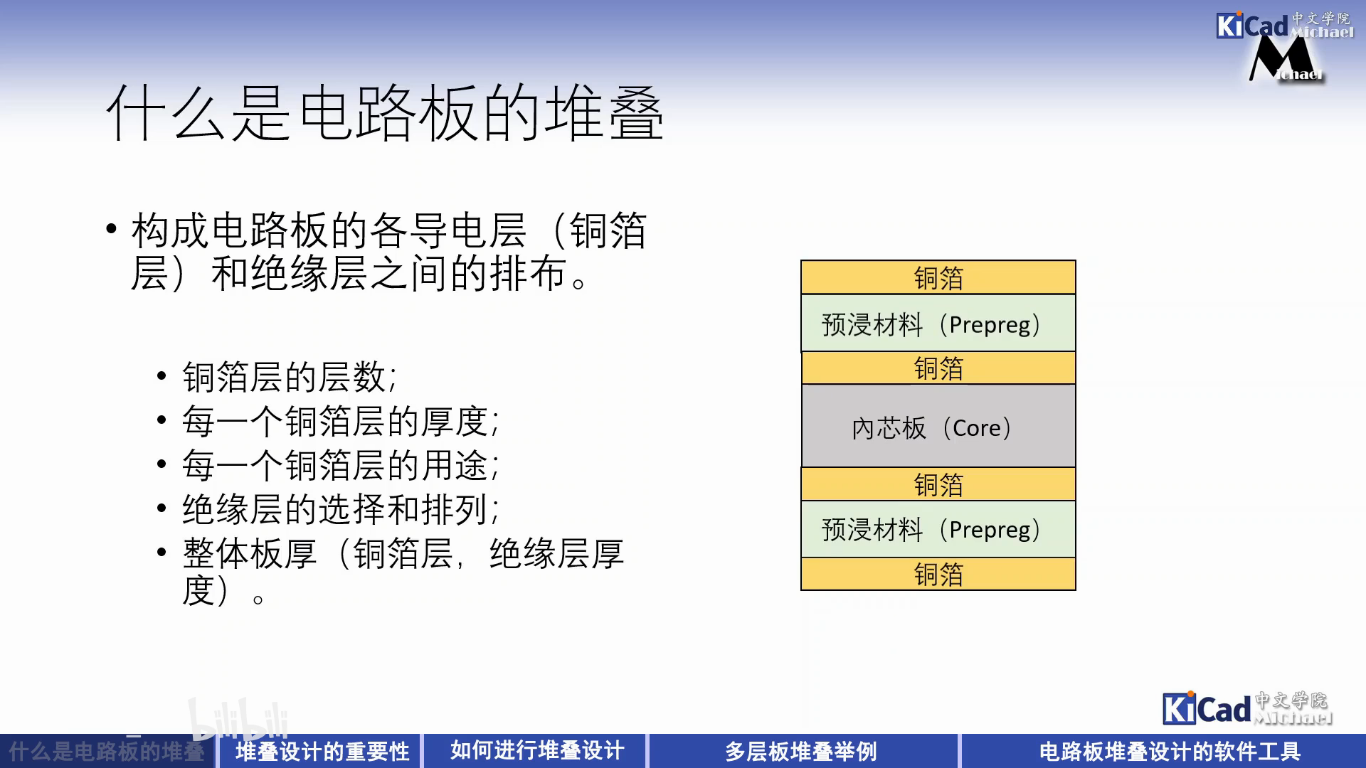 KiCad 中文学院
Michael
Michael
什么是电路板的堆叠
• 构成电路板的各导电层（铜箔
层）和绝缘层之间的排布。
• 铜箔层的层数；
• 每一个铜箔层的厚度；
• 每一个铜箔层的用途；
• 绝缘层的选择和排列；
• 整体板厚（铜箔层，绝缘层厚
度）。
铜箔
预浸材料（Prepreg）
铜箔
內芯板（Core）
铜箔
预浸材料（Prepreg）
铜箔
bilibili
KiCad 中文学院
Michael
什么是电路板的堆叠
堆叠设计的重要性
如何进行堆叠设计
多层板堆叠举例
电路板堆叠设计的软件工具